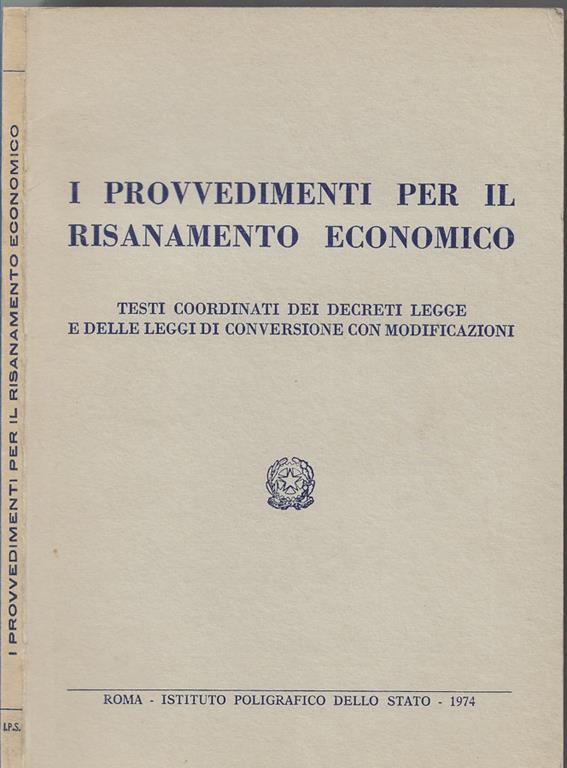 I PROVVEDIMENTI PER IL
RISANAMENTO ECONOMICO
TESTI COORDINATI DEI DECRETI LEGGE
E DELLE LEGGI DI CONVERSIONE CON MODIFICAZIONI
ROMA - ISTITUTO POLIGRAFICO DELLO STATO - 1974
I PROVVEDIMENTI PER IL RISANAMENTO ECONOMICO
I.P.S.